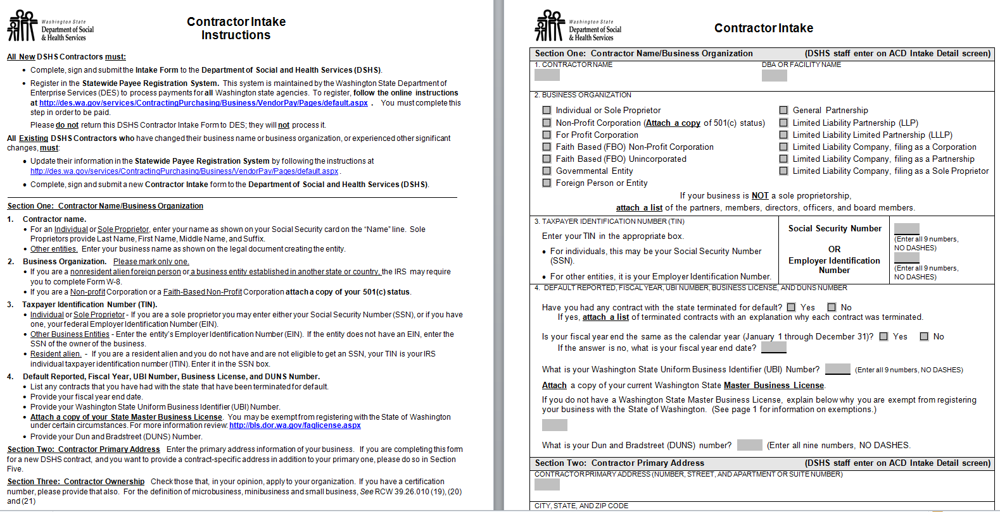 Washington State
Department of Social
& Health Services
Contractor Intake
Instructions
All New DSHS Contractors must:
• Complete, sign and submit the Intake Form to the Department of Social and Health Services (DSHS).
• Register in the Statewide Payee Registration System. This system is maintained by the Washington State Department of
Enterprise Services (DES) to process payments for all Washington state agencies. To register, follow the online instructions
at http://des.wa.gov/services/ContractingPurchasing/Business/VendorPay/Pages/default.aspx . You must complete this
step in order to be paid.
Please do not return this DSHS Contractor Intake Form to DES; they will not process it.
All Existing DSHS Contractors who have changed their business name or business organization, or experienced other significant
changes, must:
• Update their information in the Statewide Payee Registration System by following the instructions at
http://des.wa.gov/services/ContractingPurchasing/Business/VendorPay/Pages/default.aspx .
• Complete, sign and submit a new Contractor Intake form to the Department of Social and Health Services (DSHS).
Section One: Contractor Name/Business Organization
1. Contractor name.
• For an Individual or Sole Proprietor, enter your name as shown on your Social Security card on the “Name” line. Sole
Proprietors provide Last Name, First Name, Middle Name, and Suffix.
• Other entities. Enter your business name as shown on the legal document creating the entity.
2. Business Organization. Please mark only one.
• If you are a nonresident alien foreign person or a business entity established in another state or country, the IRS may require
you to complete Form W-8.
• If you are a Non-profit Corporation or a Faith-Based Non-Profit Corporation attach a copy of your 501(c) status.
3. Taxpayer Identification Number (TIN).
• Individual or Sole Proprietor - If you are a sole proprietor you may enter either your Social Security Number (SSN), or if you have
one, your federal Employer Identification Number (EIN).
• Other Business Entities - Enter the entity's Employer Identification Number (EIN). If the entity does not have an EIN, enter the
SSN of the owner of the business.
• Resident alien. - If you are a resident alien and you do not have and are not eligible to get an SSN, your TIN is your IRS
individual taxpayer identification number (ITIN). Enter it in the SSN box.
4. Default Reported, Fiscal Year, UBI Number, Business License, and DUNS Number.
• List any contracts that you have had with the state that have been terminated for default.
• Provide your fiscal year end date.
• Provide your Washington State Uniform Business Identifier (UBI) Number.
• Attach a copy of your State Master Business License. You may be exempt from registering with the State of Washington
under certain circumstances. For more information review: http://bls.dor.wa.gov/faqlicense.aspx
• Provide your Dun and Bradstreet (DUNS) Number.
Section Two: Contractor Primary Address Enter the primary address information of your business. If you are completing this form
for a new DSHS contract, and you want to provide a contract-specific address in addition to your primary one, please do so in Section
Five.
Section Three: Contractor Ownership Check those that, in your opinion, apply to your organization. If you have a certification
number, please provide that also. For the definition of microbusiness, minibusiness and small business, See RCW 39.26.010 (19), (20)
and (21)
Washington State
Department of Social
& Health Services
Contractor Intake
Section One: Contractor Name/Business Organization (DSHS staff enter on ACD Intake Detail screen)
1. CONTRACTOR NAME DBA OR FACILITY NAME
2. BUSINESS ORGANIZATION
Individual or Sole Proprietor General Partnership
Non-Profit Corporation (Attach a copy of 501(c) status) Limited Liability Partnership (LLP)
For Profit Corporation Limited Liability Limited Partnership (LLLP)
Faith Based (FBO) Non-Profit Corporation Limited Liability Company, filing as a Corporation
Faith Based (FBO) Unincorporated Limited Liability Company, filing as a Partnership
Governmental Entity Limited Liability Company, filing as a Sole Proprietor
Foreign Person or Entity
If your business is NOT a sole proprietorship,
attach a list of the partners, members, directors, officers, and board members.
3. TAXPAYER IDENTIFICATION NUMBER (TIN)
Enter your TIN in the appropriate box.
• For individuals, this may be your Social Security Number
(SSN).
• For other entities, it is your Employer Identification Number.
Social Security Number
OR
Employer Identification
Number
(Enter all 9 numbers,
NO DASHES)
(Enter all 9 numbers,
NO DASHES)
4. DEFAULT REPORTED, FISCAL YEAR, UBI NUMBER, BUSINESS LICENSE, AND DUNS NUMBER
Have you had any contract with the state terminated for default? Yes No
If yes, attach a list of terminated contracts with an explanation why each contract was terminated.
Is your fiscal year end the same as the calendar year (January 1 through December 31)? Yes No
If the answer is no, what is your fiscal year end date?
What is your Washington State Uniform Business Identifier (UBI) Number? (Enter all 9 numbers, NO DASHES)
Attach a copy of your current Washington State Master Business License.
If you do not have a Washington State Master Business License, explain below why you are exempt from registering
your business with the State of Washington. (See page 1 for information on exemptions.)
What is your Dun and Bradstreet (DUNS) number? (Enter all nine numbers, NO DASHES.
Section Two: Contractor Primary Address (DSHS staff enter on ACD Intake Detail screen)
CONTRACTOR PRIMARY ADDRESS (NUMBER, STREET, AND APARTMENT OR SUITE NUMBER)
CITY, STATE, AND ZIP CODE